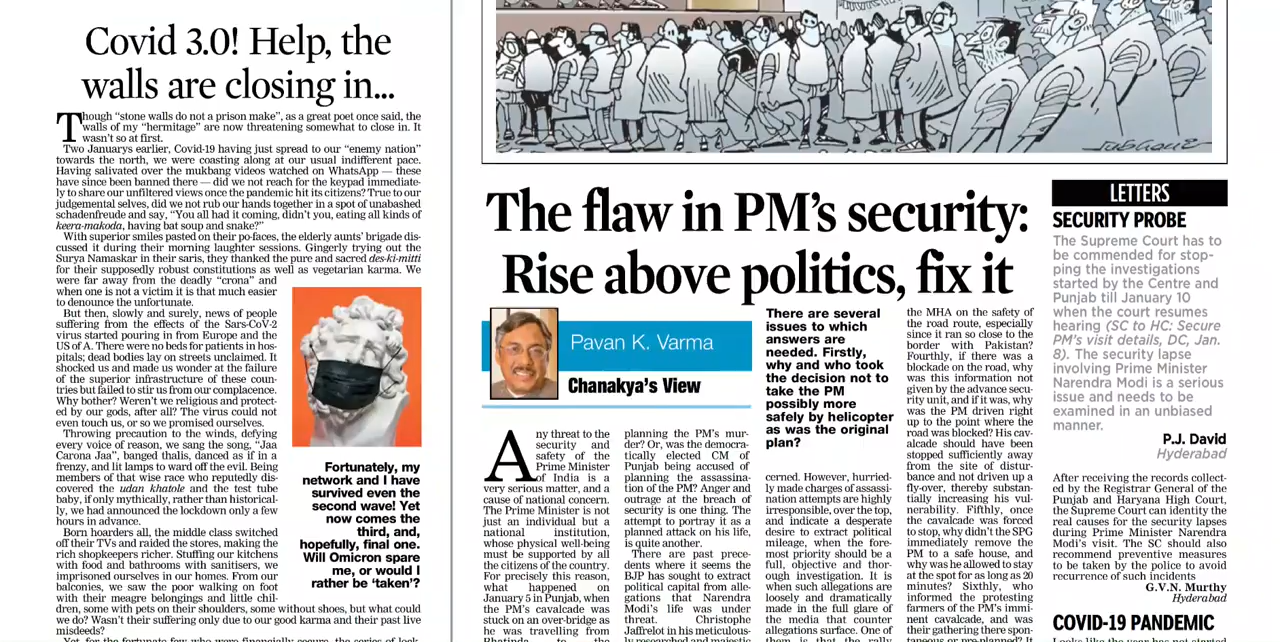 Covid 3.0! Help, the
walls are closing in...
Though “stone walls do not a prison make”, as a great poet once said, the
walls of my “hermitage” are now threatening somewhat to close in. It
wasn’t so at first.
Two Januarys earlier, Covid-19 having just spread to our “enemy nation”
towards the north, we were coasting along at our usual indifferent pace.
Having salivated over the mukbang videos watched on WhatsApp — these
have since been banned there — did we not reach for the keypad immediate-
ly to share our unfiltered views once the pandemic hit its citizens? True to our
judgemental selves, did we not rub our hands together in a spot of unabashed
schadenfreude and say, “You all had it coming, didn’t you, eating all kinds of
keera-makoda, having bat soup and snake?”
With superior smiles pasted on their po-faces, the elderly aunts’ brigade dis-
cussed it during their morning laughter sessions. Gingerly trying out the
Surya Namaskar in their saris, they thanked the pure and sacred des-ki-mitti
for their supposedly robust constitutions as well as vegetarian karma. We
were far away from the deadly “crona” and
when one is not a victim it is that much easier
to denounce the unfortunate.
But then, slowly and surely, news of people
suffering from the effects of the Sars-CoV-2
virus started pouring in from Europe and the
US of A. There were no beds for patients in hos-
pitals; dead bodies lay on streets unclaimed. It
shocked us and made us wonder at the failure
of the superior infrastructure of these coun-
tries but failed to stir us from our complacence.
Why bother? Weren’t we religious and protect-
ed by our gods, after all? The virus could not
even touch us, or so we promised ourselves.
Throwing precaution to the winds, defying
every voice of reason, we sang the song, “Jaa
Carona Jaa”, banged thalis, danced as if in a
frenzy, and lit lamps to ward off the evil. Being
members of that wise race who reputedly dis-
covered the udan khatole and the test tube
baby, if only mythically, rather than historical-
ly, we had announced the lockdown only a few
hours in advance.
Born hoarders all, the middle class switched
off their TVs and raided the stores, making the
rich shopkeepers richer. Stuffing our kitchens
with food and bathrooms with sanitisers, we
imprisoned ourselves in our homes. From our
balconies, we saw the poor walking on foot
with their meagre belongings and little chil-
dren, some with pets on their shoulders, some without shoes, but what could
we do? Wasn’t their suffering only due to our good karma and their past live
misdeeds?
Fortunately, my
network and I have
survived even the
second wave! Yet
now comes the
third, and,
hopefully, final one.
Will Omicron spare
me, or would I
rather be ‘taken’?
The flaw in PM’s security:
Rise above politics, fix it
Pavan K. Varma
Chanakya’s View
Any threat to the
security and
safety of the
Prime Minister
of India is a
very serious matter, and a
cause of national concern.
The Prime Minister is not
just an individual but a
national institution,
whose physical well-being
must be supported by all
the citizens of the country.
For precisely this reason,
what happened on
January 5 in Punjab, when
the PM’s cavalcade was
stuck on an over-bridge as
he was travelling from
planning the PM’s mur-
der? Or, was the democra-
tically elected CM of
Punjab being accused of
planning the assassina-
tion of the PM? Anger and
outrage at the breach of
security is one thing. The
attempt to portray it as a
planned attack on his life,
is quite another.
There are past prece-
dents where it seems the
BJP has sought to extract
political capital from alle-
gations that Narendra
Modi’s life was under
threat. Christophe
Jaffrelot in his meticulous-
There are several
issues to which
answers are
needed. Firstly,
why and who took
the decision not to
take the PM
possibly more
safely by helicopter
as was the original
plan?
cerned. However, hurried-
ly made charges of assassi-
nation attempts are highly
irresponsible, over the top,
and indicate a desperate
desire to extract political
mileage, when the fore-
most priority should be a
full, objective and thor-
ough investigation. It is
when such allegations are
loosely and dramatically
made in the full glare of
the media that counter
allegations surface. One of
them is that the rally
the MHA on the safety of
the road route, especially
since it ran so close to the
border with Pakistan?
Fourthly, if there was a
blockade on the road, why
was this information not
given by the advance secu-
rity unit, and if it was, why
was the PM driven right
up to the point where the
road was blocked? His cav-
alcade should have been
stopped sufficiently away
from the site of distur-
bance and not driven up a
fly-over, thereby substan-
tially increasing his vul-
nerability. Fifthly, once
the cavalcade was forced
to stop, why didn’t the SPG
immediately remove the
PM to a safe house, and
why was he allowed to stay
at the spot for as long as 20
minutes? Sixthly, who
informed the protesting
farmers of the PM’s immi-
nent cavalcade, and was
their gathering there spon-
LETTERS
SECURITY PROBE
The Supreme Court has to
be commended for stop-
ping the investigations
started by the Centre and
Punjab till January 10
when the court resumes
hearing (SC to HC: Secure
PM’s visit details, DC, Jan.
8). The security lapse
involving Prime Minister
Narendra Modi is a serious
issue and needs to be
examined in an unbiased
manner.
P.J. David
Hyderabad
After receiving the records collect-
ed by the Registrar General of the
Punjab and Haryana High Court,
the Supreme Court can identity the
real causes for the security lapses
during Prime Minister Narendra
Modi’s visit. The SC should also
recommend preventive measures
to be taken by the police to avoid
recurrence of such incidents
G.V.N. Murthy
Hyderabad
COVID-19 PANDEMIC